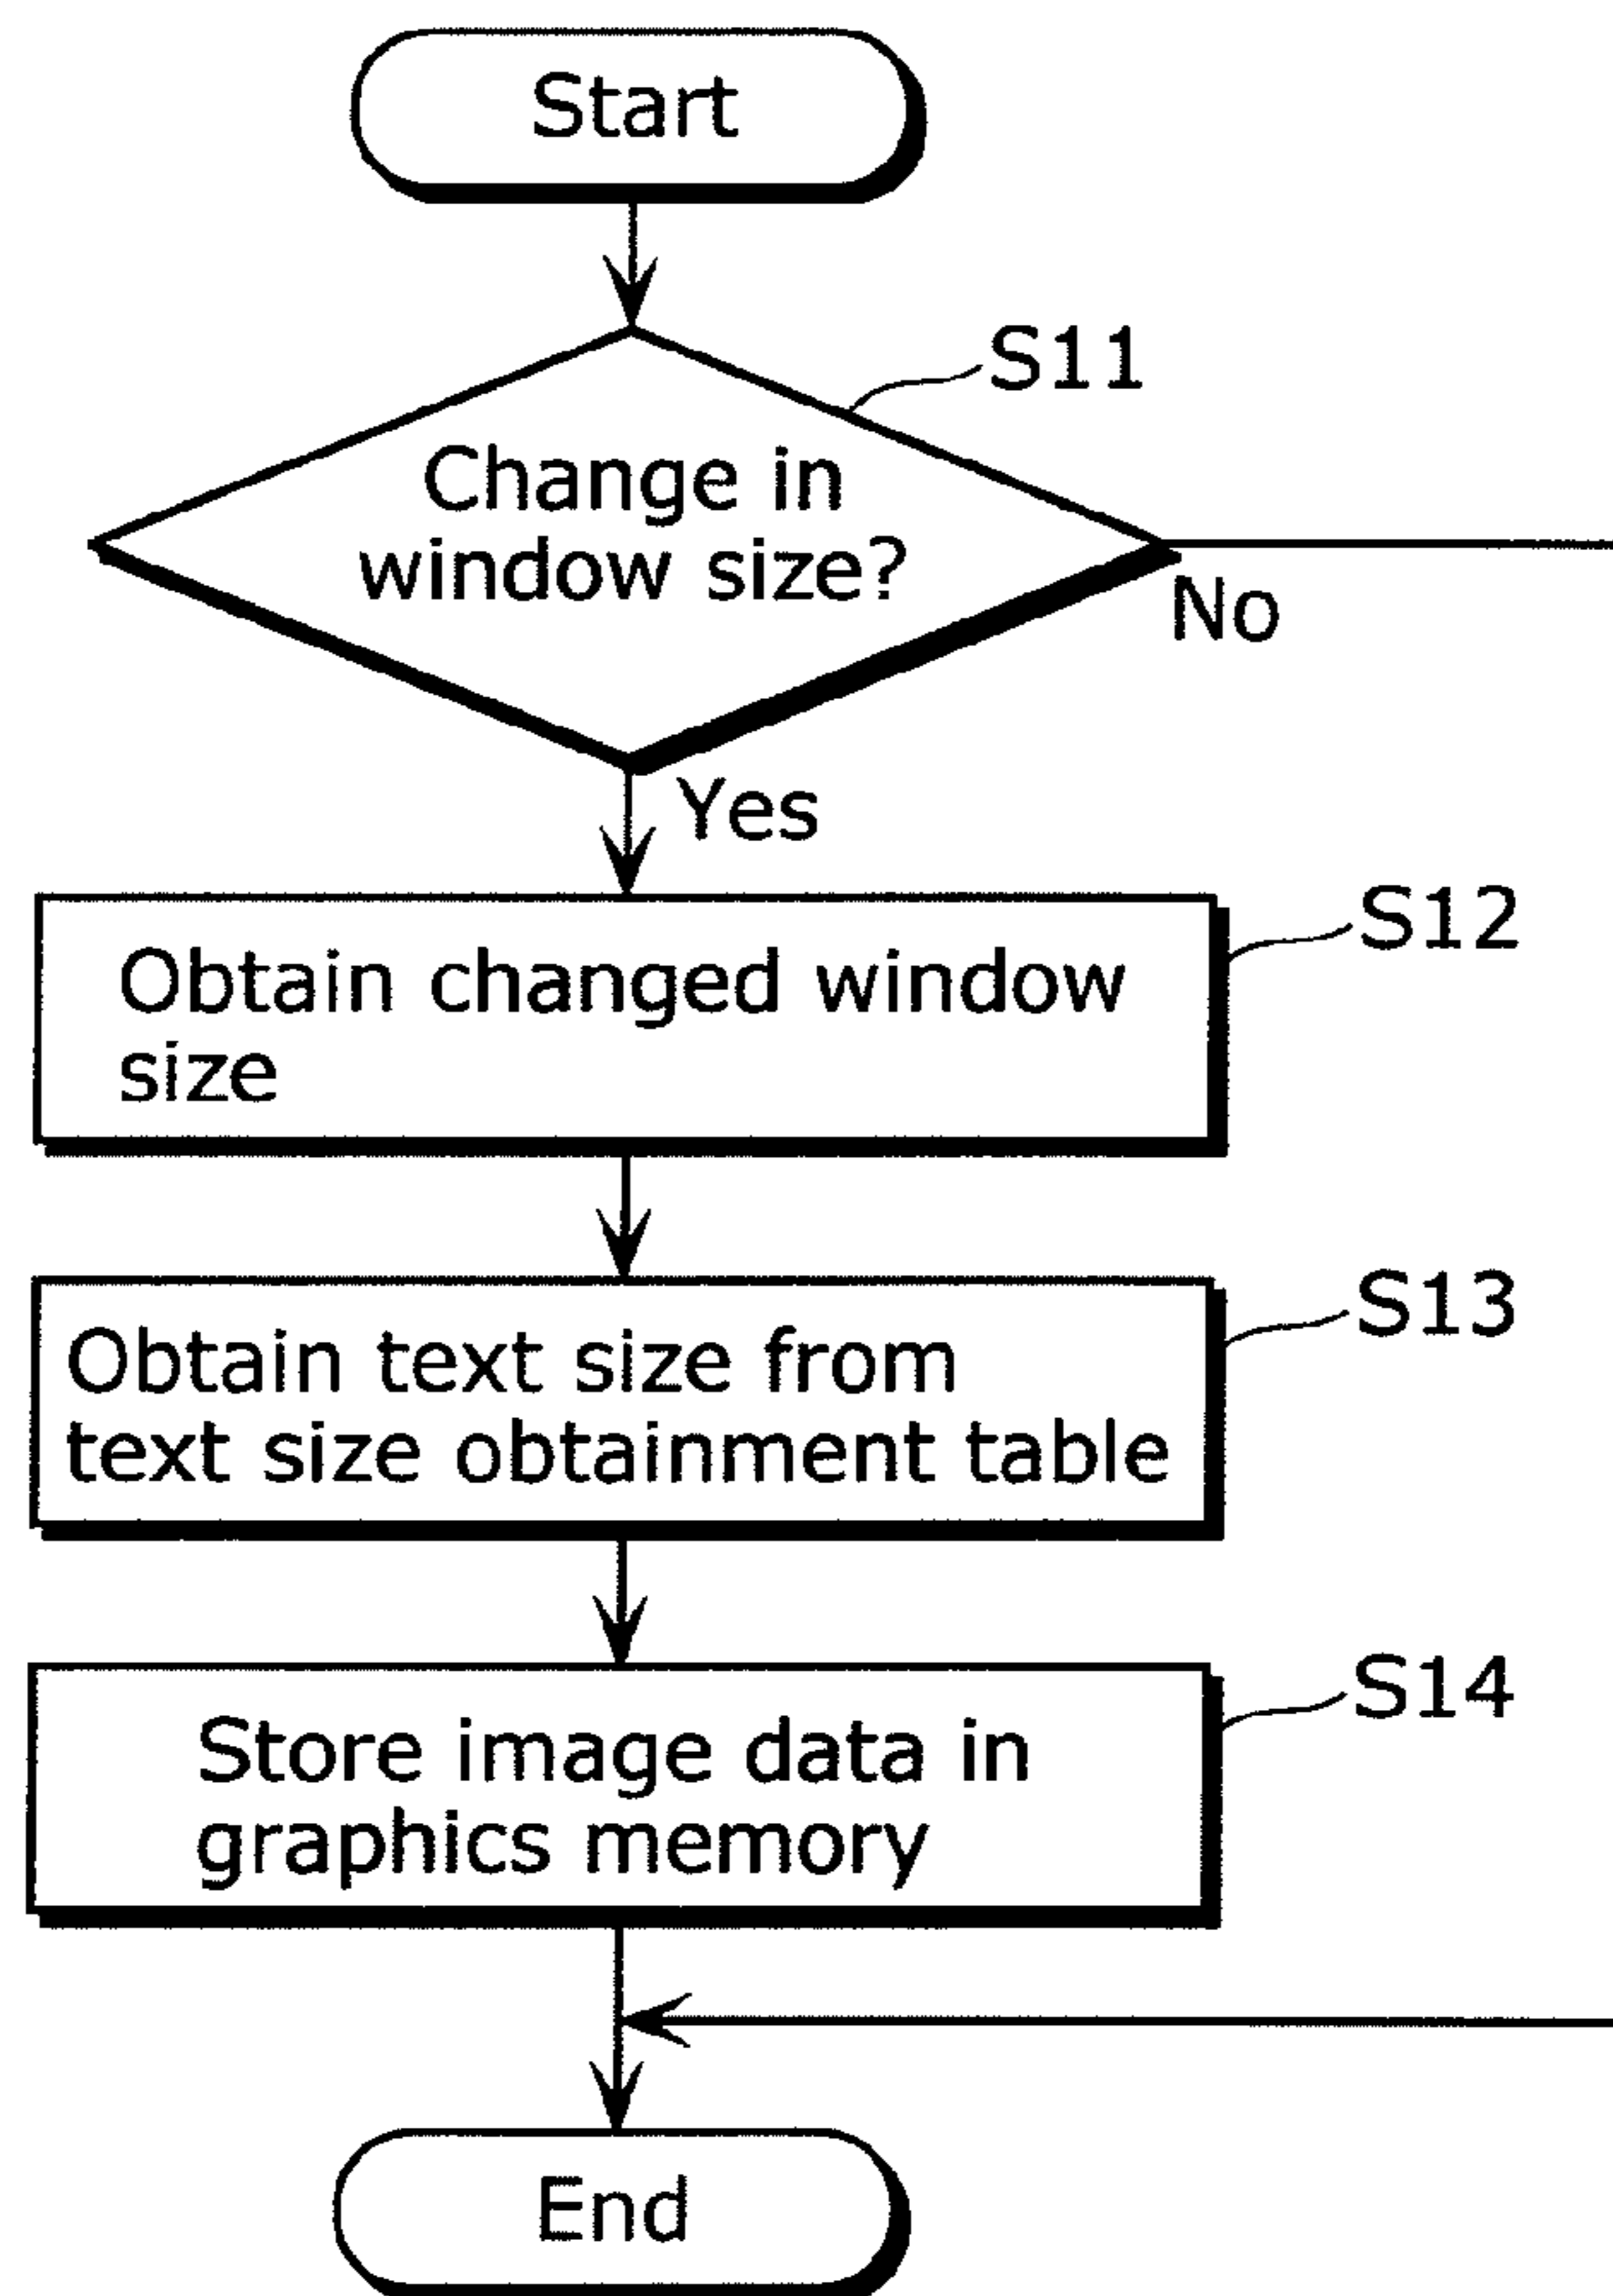 Start
S11
Change in
window size?
No
Yes
S12
Obtain changed window
size
S13
Obtain text size from
text size obtainment table
S14
Store image data in
graphics memory
End